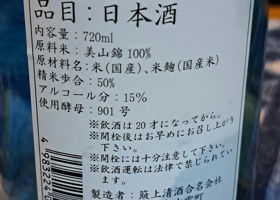 品目:日本酒
内容量:720ml
原料米:美山錦 100%
原材料名:米(国産)、米麹(国産米)
精米歩合:50%
アルコール分:15%
使用酵母:901 号
※飲酒は20才になってから
※開栓後はお早めにお召し上がり
下さい。
※開栓には十分注意して下さい。
※飲酒運転は法律で禁じられてい
ます。
製造者:簸上清酒合名会社